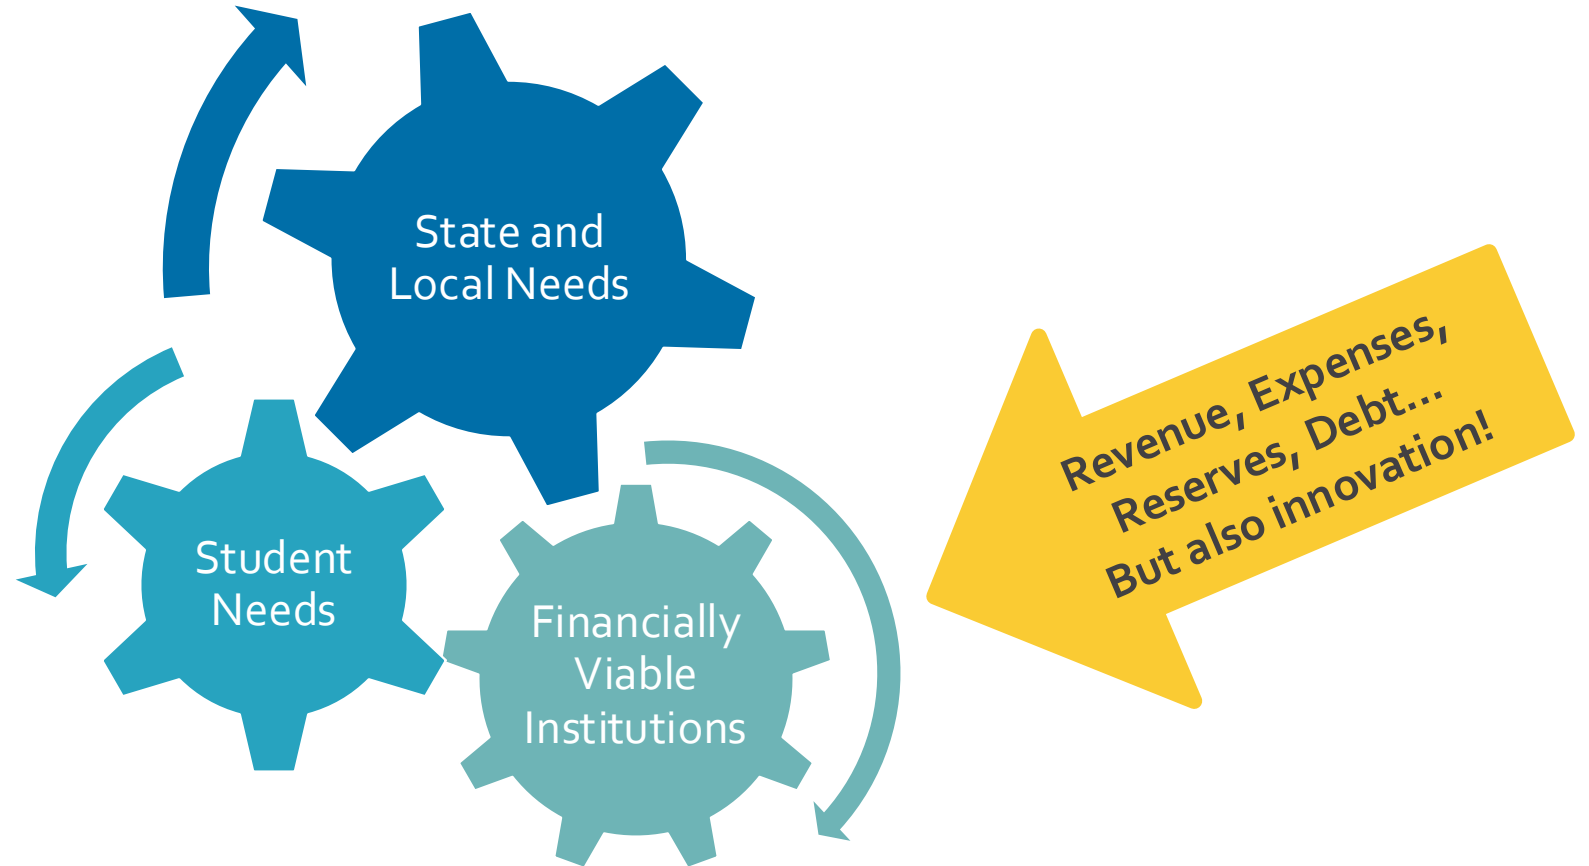 State and
Local Needs
Student
Needs
Financially
Viable
Institutions
Revenue, Expenses,
Reserves, Debt...
But also innovation!